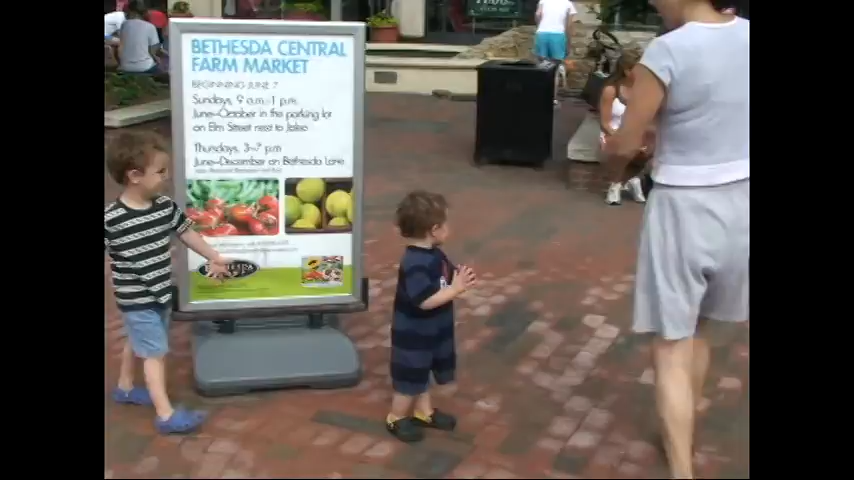 BETHESDA CENTRAL
FARM MARKET
BEGINNING JUNE 7
Sundays, 9 a.m.-1 p.m.
June-October in the parking lot
on Elm Street next to Jaleo
Thursdays, 3-7 p.m.
June-December on Bethesda Lane
BETHESDA